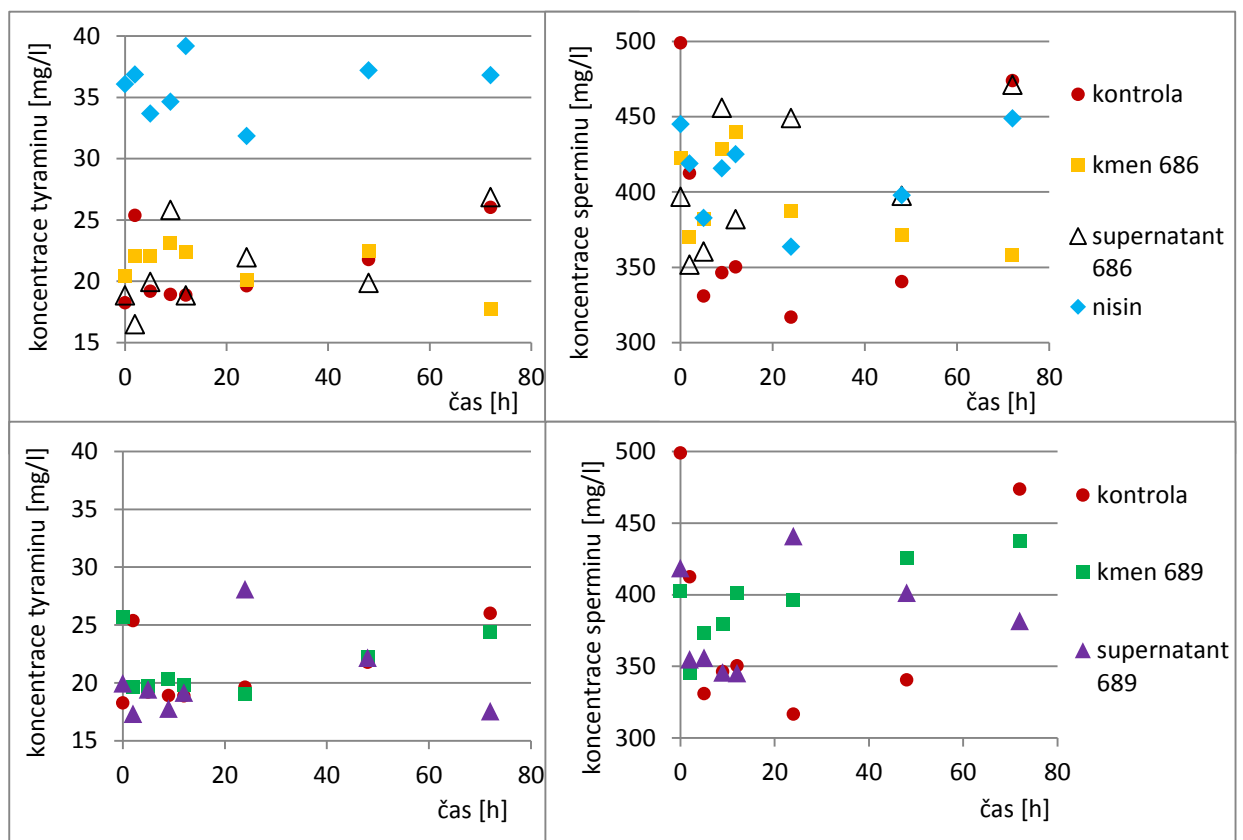 koncentrace tyraminu [mg/l]
40
35
30
25
20
15
0
20
40
60
80
čas [h]
koncentrace sperminu [mg/l]
500
450
400
350
300
0
20
40
60
80
čas [h]
kontrola
kmen 686
supernatant
686
nisin
koncentrace tyraminu [mg/l]
40
35
30
25
20
15
0
20
40
60
80
čas [h]
koncentrace sperminu [mg/l]
500
450
400
350
300
0
20
40
60
80
čas [h]
kontrola
kmen 689
supernatant
689